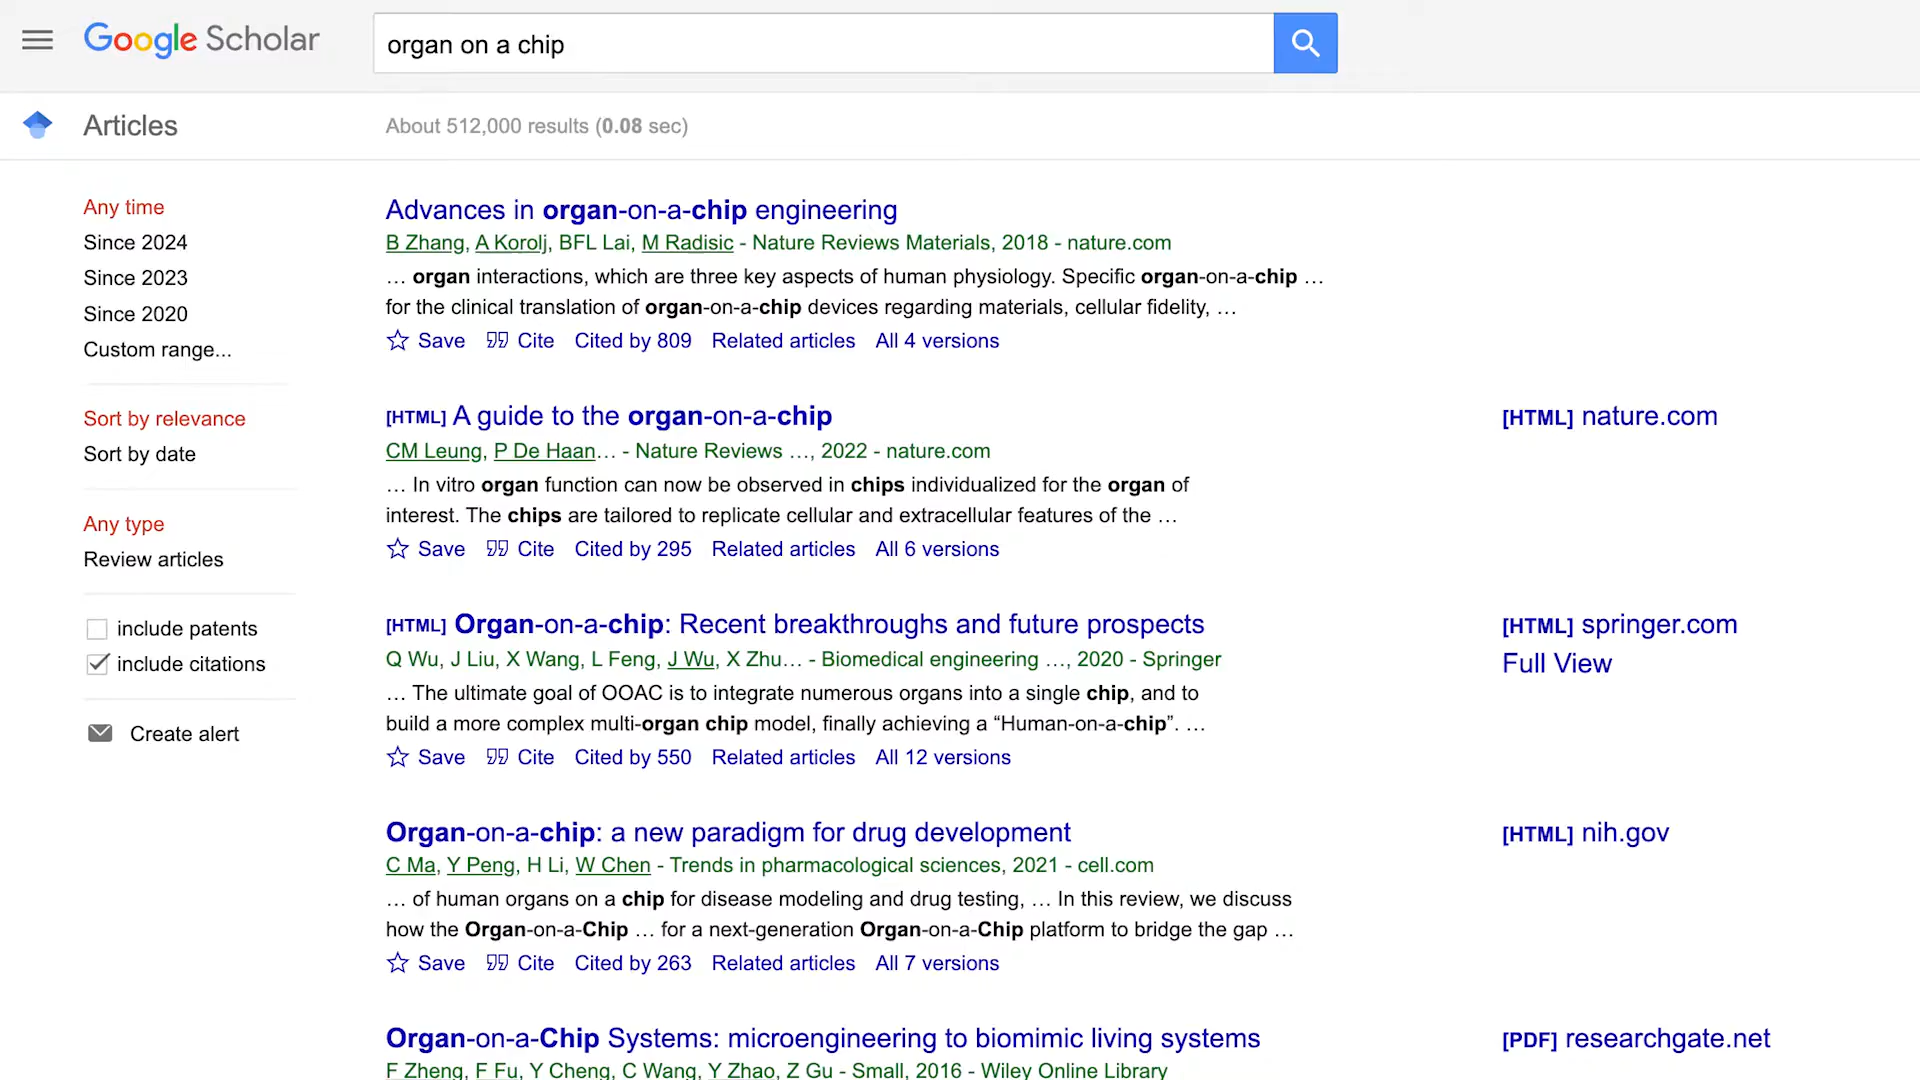 Google Scholar
organ on a chip
Articles
About 512,000 results (0.08 sec)
Any time
Since 2024
Since 2023
Since 2020
Custom range...
Sort by relevance
Sort by date
Any type
Review articles
include patents
include citations
Create alert
Advances in organ-on-a-chip engineering
B Zhang, A Korolj, BFL Lai, M Radisic - Nature Reviews Materials, 2018 - nature.com
… organ interactions, which are three key aspects of human physiology. Specific organ-on-a-chip …
for the clinical translation of organ-on-a-chip devices regarding materials, cellular fidelity, …
Save Cite Cited by 809 Related articles All 4 versions
[HTML] A guide to the organ-on-a-chip
[HTML] nature.com
CM Leung, P De Haan… - Nature Reviews …, 2022 - nature.com
… In vitro organ function can now be observed in chips individualized for the organ of
interest. The chips are tailored to replicate cellular and extracellular features of the …
Save Cite Cited by 295 Related articles All 6 versions
[HTML] Organ-on-a-chip: Recent breakthroughs and future prospects
[HTML] springer.com
Full View
Q Wu, J Liu, X Wang, L Feng, J Wu, X Zhu… - Biomedical engineering …, 2020 - Springer
… The ultimate goal of OOAC is to integrate numerous organs into a single chip, and to
build a more complex multi-organ chip model, finally achieving a “Human-on-a-chip”. …
Save Cite Cited by 550 Related articles All 12 versions
Organ-on-a-chip: a new paradigm for drug development
[HTML] nih.gov
C Ma, Y Peng, H Li, W Chen - Trends in pharmacological sciences, 2021 - cell.com
… of human organs on a chip for disease modeling and drug testing, … In this review, we discuss
how the Organ-on-a-Chip … for a next-generation Organ-on-a-Chip platform to bridge the gap …
Save Cite Cited by 263 Related articles All 7 versions
Organ-on-a-Chip Systems: microengineering to biomimic living systems
[PDF] researchgate.net
F Zheng, F Fu, Y Cheng, C Wang, Y Zhao, Z Gu - Small, 2016 - Wiley Online Library